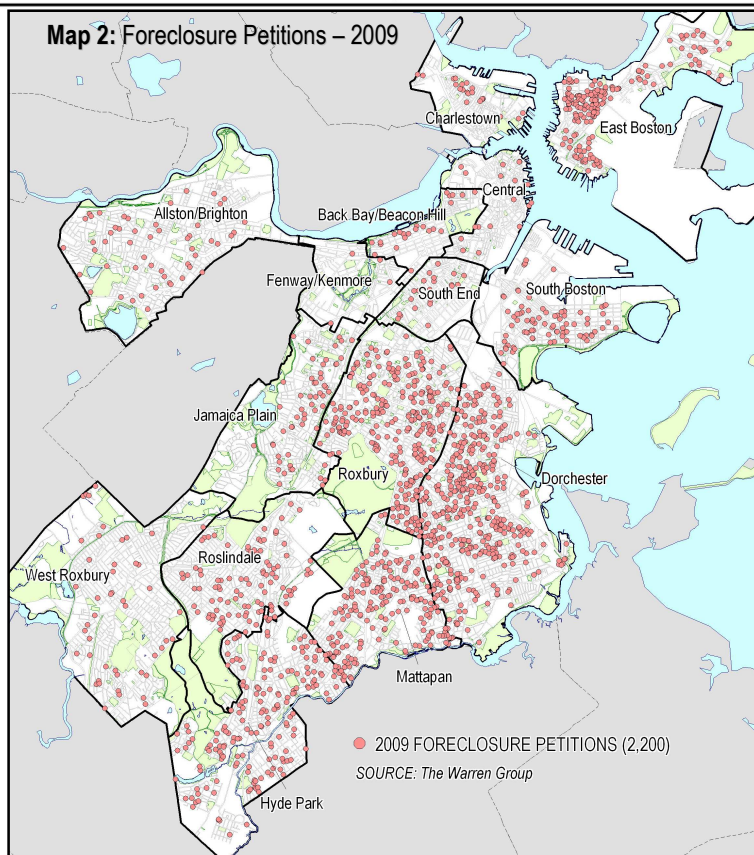 Map 2: Foreclosure Petitions – 2009
Charlestown
East Boston
Central
Allston/Brighton
Back Bay/Beacon Hill
Fenway/Kenmore
South End
South Boston
Jamaica Plain
Roxbury
Dorchester
Roslindale
West Roxbury
Mattapan
2009 FORECLOSURE PETITIONS (2,200)
SOURCE: The Warren Group
Hyde Park